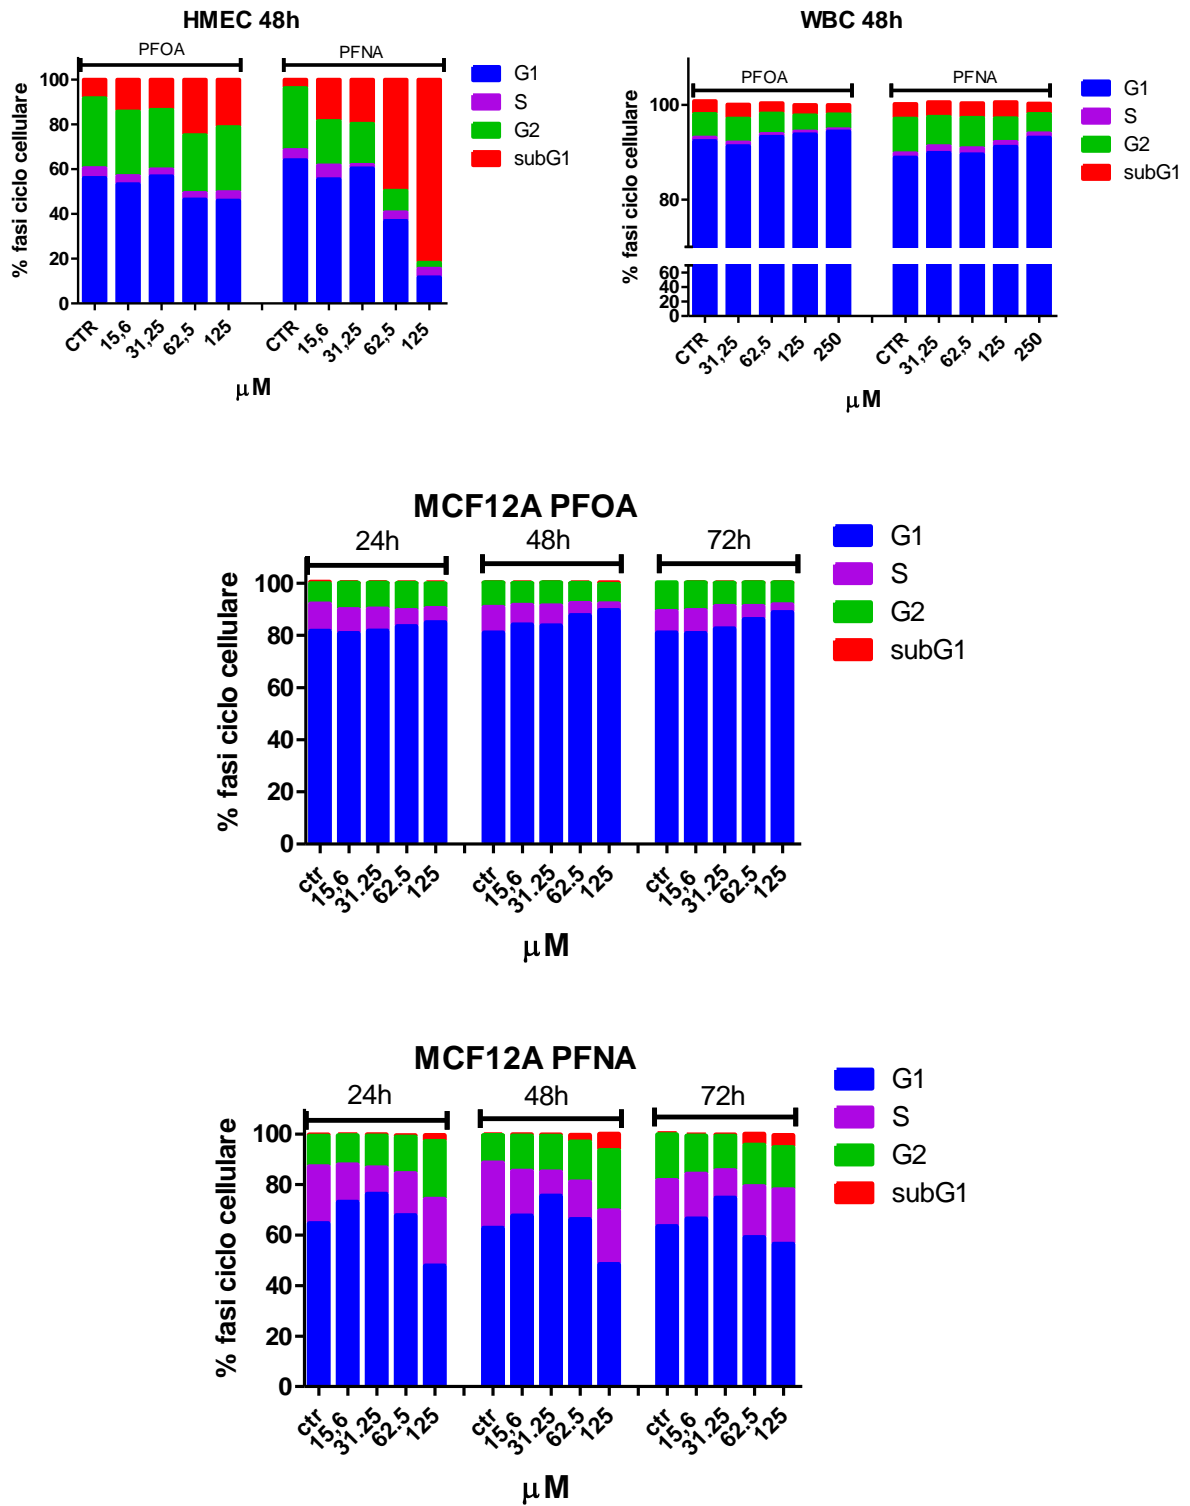 HMEC 48h
PFOA
PFNA
G1
S
G2
subG1
% fasi ciclo cellulare
100
80
60
40
20
0
CTR
15,6
31,25
62,5
125
CTR
15,6
31,25
62,5
125
μM
WBC 48h
PFOA
PFNA
G1
S
G2
subG1
% fasi ciclo cellulare
100
80
60
40
20
0
CTR
31,25
62,5
125
250
CTR
31,25
62,5
125
250
μM
MCF12A PFOA
24h
48h
72h
G1
S
G2
subG1
% fasi ciclo cellulare
100
80
60
40
20
0
ctr
15,6
31.25
62.5
125
ctr
15,6
31.25
62.5
125
ctr
15,6
31.25
62.5
125
μM
MCF12A PFNA
24h
48h
72h
G1
S
G2
subG1
% fasi ciclo cellulare
100
80
60
40
20
0
ctr
15,6
31.25
62.5
125
ctr
15,6
31.25
62.5
125
ctr
15,6
31.25
62.5
125
μM